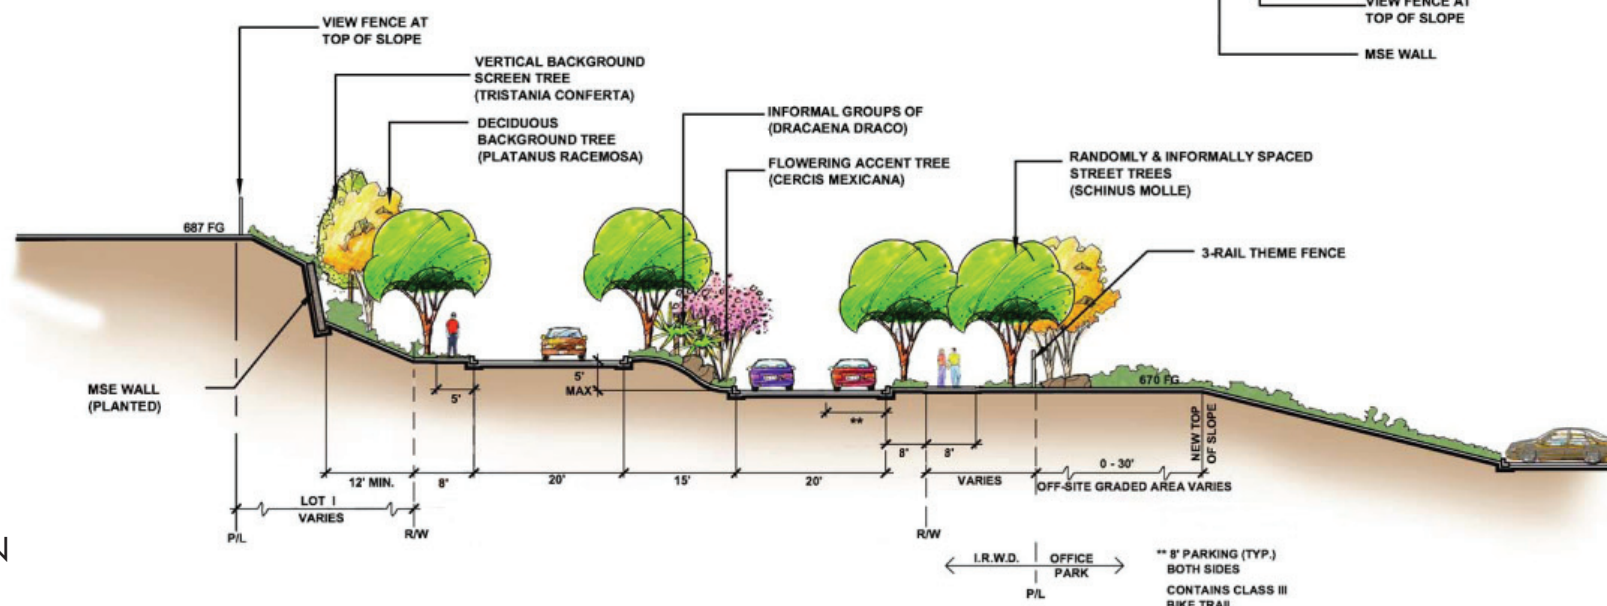 VIEW FENCE AT
TOP OF SLOPE
MSE WALL
VIEW FENCE AT
TOP OF SLOPE
VERTICAL BACKGROUND
SCREEN TREE
(TRISTANIA CONFERTA)
DECIDUOUS
BACKGROUND TREE
(PLATANUS RACEMOSA)
INFORMAL GROUPS OF
(DRACAENA DRACO)
FLOWERING ACCENT TREE
(CERCIS MEXICANA)
RANDOMLY & INFORMALLY SPACED
STREET TREES
(SCHINUS MOLLE)
3-RAIL THEME FENCE
687 FG
MSE WALL
(PLANTED)
5'
5'
MAX
**
670 FG
NEW TOP
OF SLOPE
12' MIN.
8'
20'
15'
20'
8'
8'
VARIES
0 - 30'
OFF-SITE GRADED AREA VARIES
LOT I
VARIES
P/L
R/W
R/W
I.R.W.D.
OFFICE
PARK
P/L
** 8' PARKING (TYP.)
BOTH SIDES
CONTAINS CLASS III
BIKE TRAIL
N